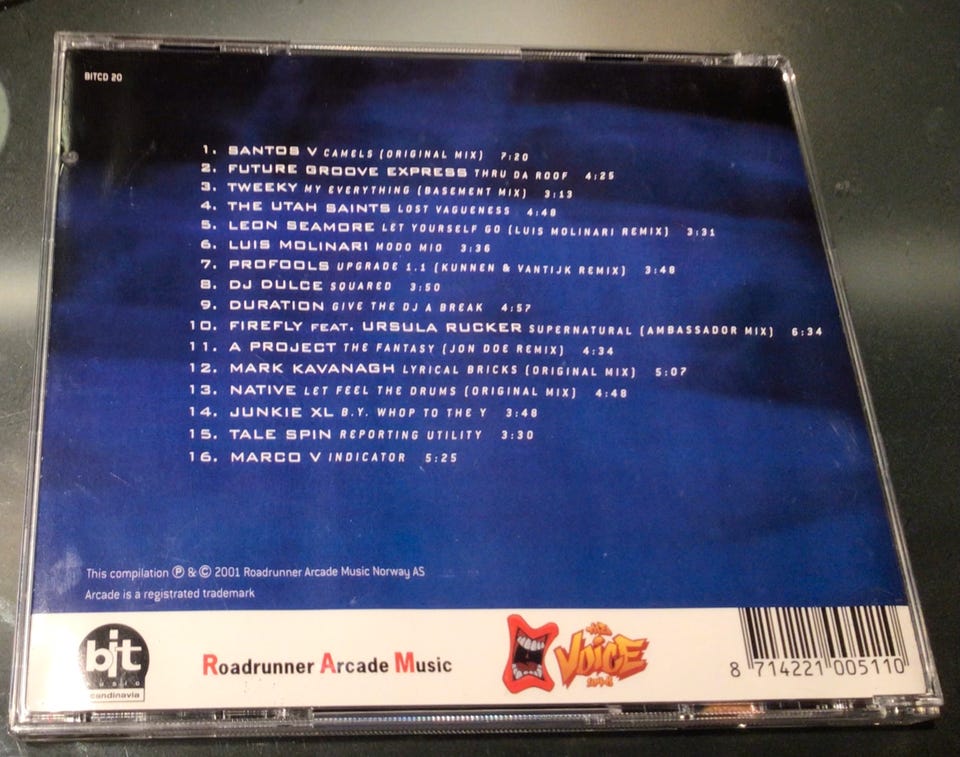 BITCD 20
1. SANTOS V CAMELS (ORIGINAL MIX) 7:20
2. FUTURE GROOVE EXPRESS THRU DA ROOF 4:25
3. TWEEKY MY EVERYTHING (BASEMENT MIX) 3:13
4. THE UTAH SAINTS LOST VAGUENESS 4:48
5. LEON SEAMORE LET YOURSELF GO (LUIS MOLINARI REMIX) 3:31
6. LUIS MOLINARI MODO MIO 3:36
7. PROFOOLS UPGRADE 1.1 (KUNNEN & VANTIJK REMIX) 3:48
8. DJ DULCE SQUARED 3:50
9. DURATION GIVE THE DJ A BREAK 4:57
10. FIREFLY FEAT. URSULA RUCKER SUPERNATURAL (AMBASSADOR MIX) 6:34
11. A PROJECT THE FANTASY (JON DOE REMIX) 4:34
12. MARK KAVANAGH LYRICAL BRICKS (ORIGINAL MIX) 5:07
13. NATIVE LET FEEL THE DRUMS (ORIGINAL MIX) 4:48
14. JUNKIE XL B.Y. WHOP TO THE Y 3:48
15. TALE SPIN REPORTING UTILITY 3:30
16. MARCO V INDICATOR 5:25
This compilation ℗ & © 2001 Roadrunner Arcade Music Norway AS
Arcade is a registrated trademark
bit
scandinavia
Roadrunner Arcade Music
THE
VOICE
8 714221 005110